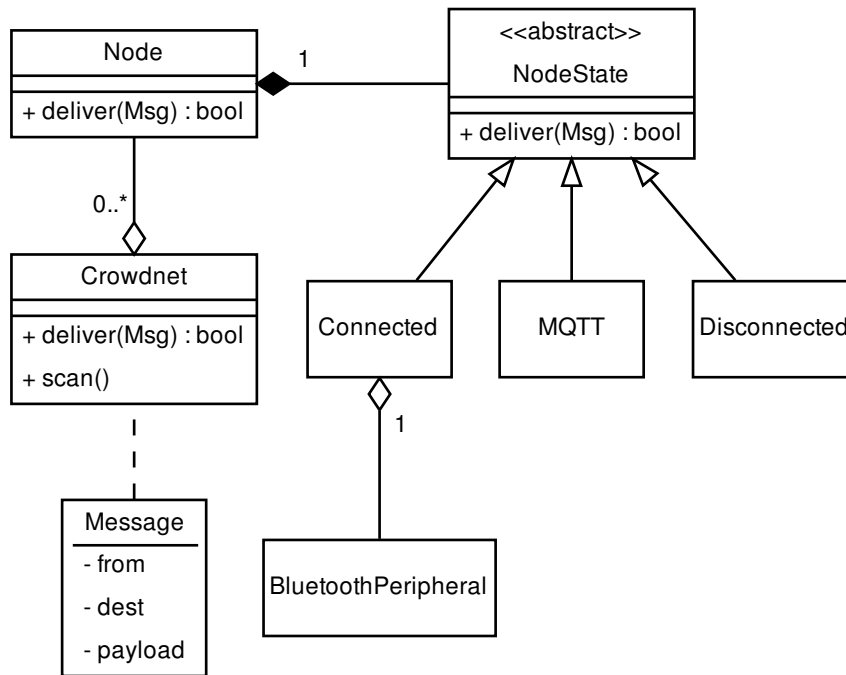 Node
+ deliver(Msg) : bool
1
<<abstract>>
NodeState
+ deliver(Msg) : bool
0..*
Crowdnet
+ deliver(Msg) : bool
+ scan()
Connected
MQTT
Disconnected
1
Message
- from
- dest
- payload
BluetoothPeripheral